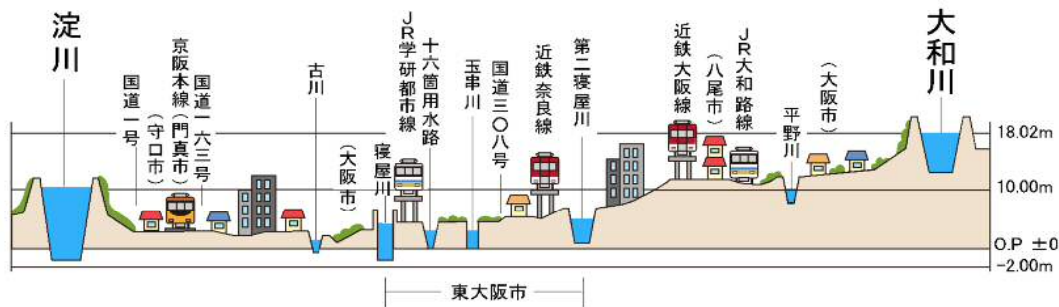 淀川
国道一号
（守口市）
京阪本線（門真市）
国道一六三号
古川
（大阪市）
寝屋川
JR学研都市線
十六箇用水路
玉串川
国道三〇八号
近鉄奈良線
第二寝屋川
近鉄大阪線
（八尾市）
JR大和路線
平野川
（大阪市）
大和川
18.02m
10.00m
O.P ±0
-2.00m
東大阪市